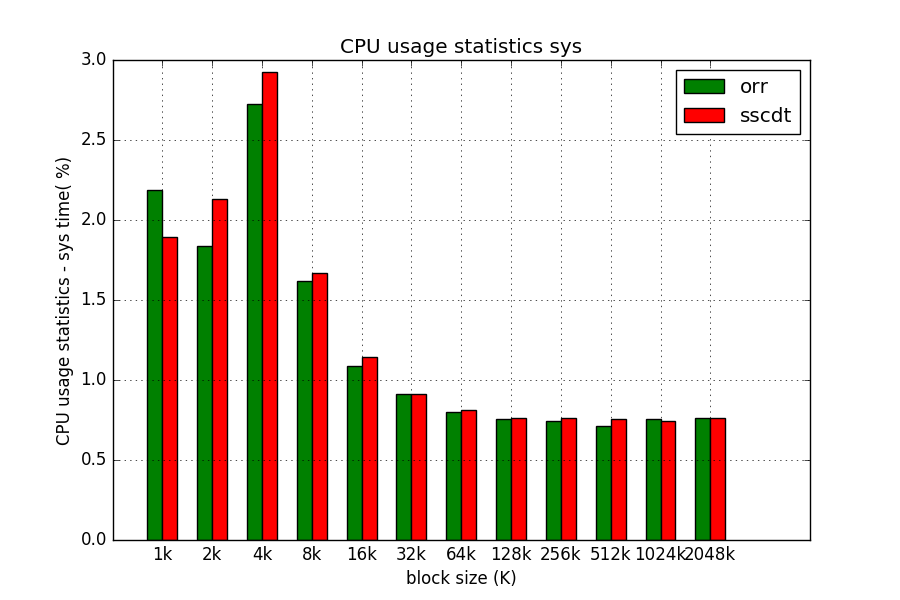 CPU usage statistics sys
orr
sscdt
CPU usage statistics - sys time( %)
3.0
2.5
2.0
1.5
1.0
0.5
0.0
1k 2k 4k 8k 16k 32k 64k 128k 256k 512k 1024k 2048k
block size (K)